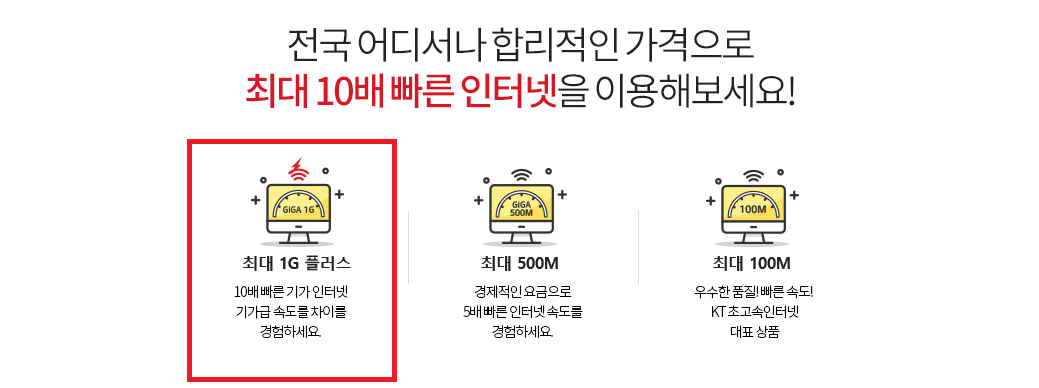 전국 어디서나 합리적인 가격으로
최대 10배 빠른 인터넷을 이용해보세요!
GIGA 1G
최대 1G 플러스
10배 빠른 기가 인터넷
기가급 속도를 차이를
경험하세요.
GIGA
500M
최대 500M
경제적인 요금으로
5배 빠른 인터넷 속도를
경험하세요.
100M
최대 100M
우수한 품질! 빠른 속도!
KT 초고속인터넷
대표 상품